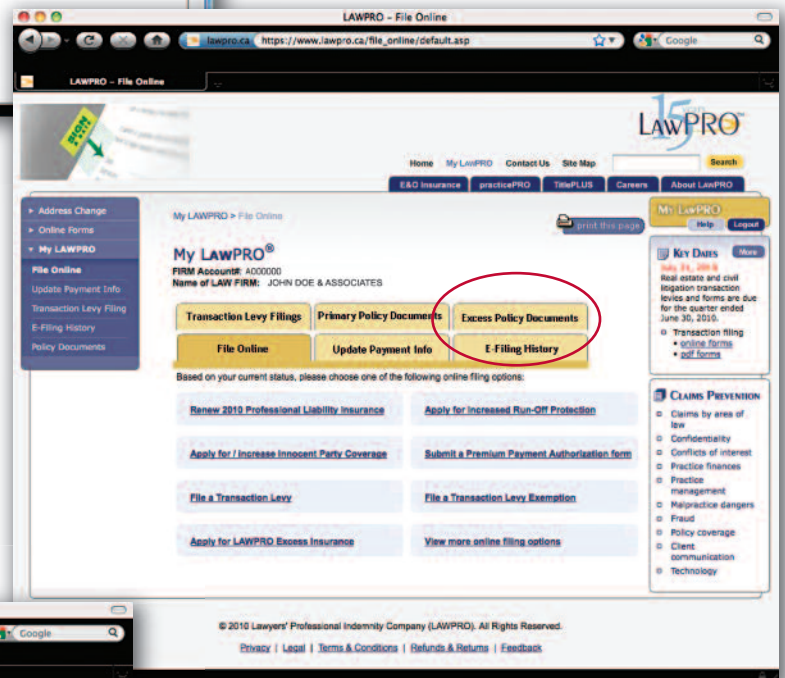 LAWPRO – File Online
lawpro.ca https://www.lawpro.ca/file_online/default.asp
Google
LAWPRO – File Online
SIGN
15
LAWPRO™
Home My LAWPRO Contact Us Site Map Search
E&O Insurance practicePRO TitlePLUS Careers About LAWPRO
Address Change
Online Forms
My LAWPRO
File Online
Update Payment Info
Transaction Levy Filing
E-Filing History
Policy Documents
My LAWPRO > File Online
print this page
My LAWPRO®
FIRM Account#: A000000
Name of LAW FIRM: JOHN DOE & ASSOCIATES
Transaction Levy Filings Primary Policy Documents Excess Policy Documents
File Online Update Payment Info E-Filing History
Based on your current status, please choose one of the following online filing options:
Renew 2010 Professional Liability Insurance Apply for Increased Run-Off Protection
Apply for / Increase Innocent Party Coverage Submit a Premium Payment Authorization form
File a Transaction Levy File a Transaction Levy Exemption
Apply for LAWPRO Excess Insurance View more online filing options
MY LAWPRO
Help Logout
KEY DATES More
July 31, 2010
Real estate and civil
litigation transaction
levies and forms are due
for the quarter ended
June 30, 2010.
Transaction filing
• online forms
• pdf forms
CLAIMS PREVENTION
Claims by area of
law
Confidentiality
Conflicts of interest
Practice finances
Practice
management
Malpractice dangers
Fraud
Policy coverage
Client
communication
Technology
© 2010 Lawyers' Professional Indemnity Company (LAWPRO). All Rights Reserved.
Privacy | Legal | Terms & Conditions | Refunds & Returns | Feedback
Google